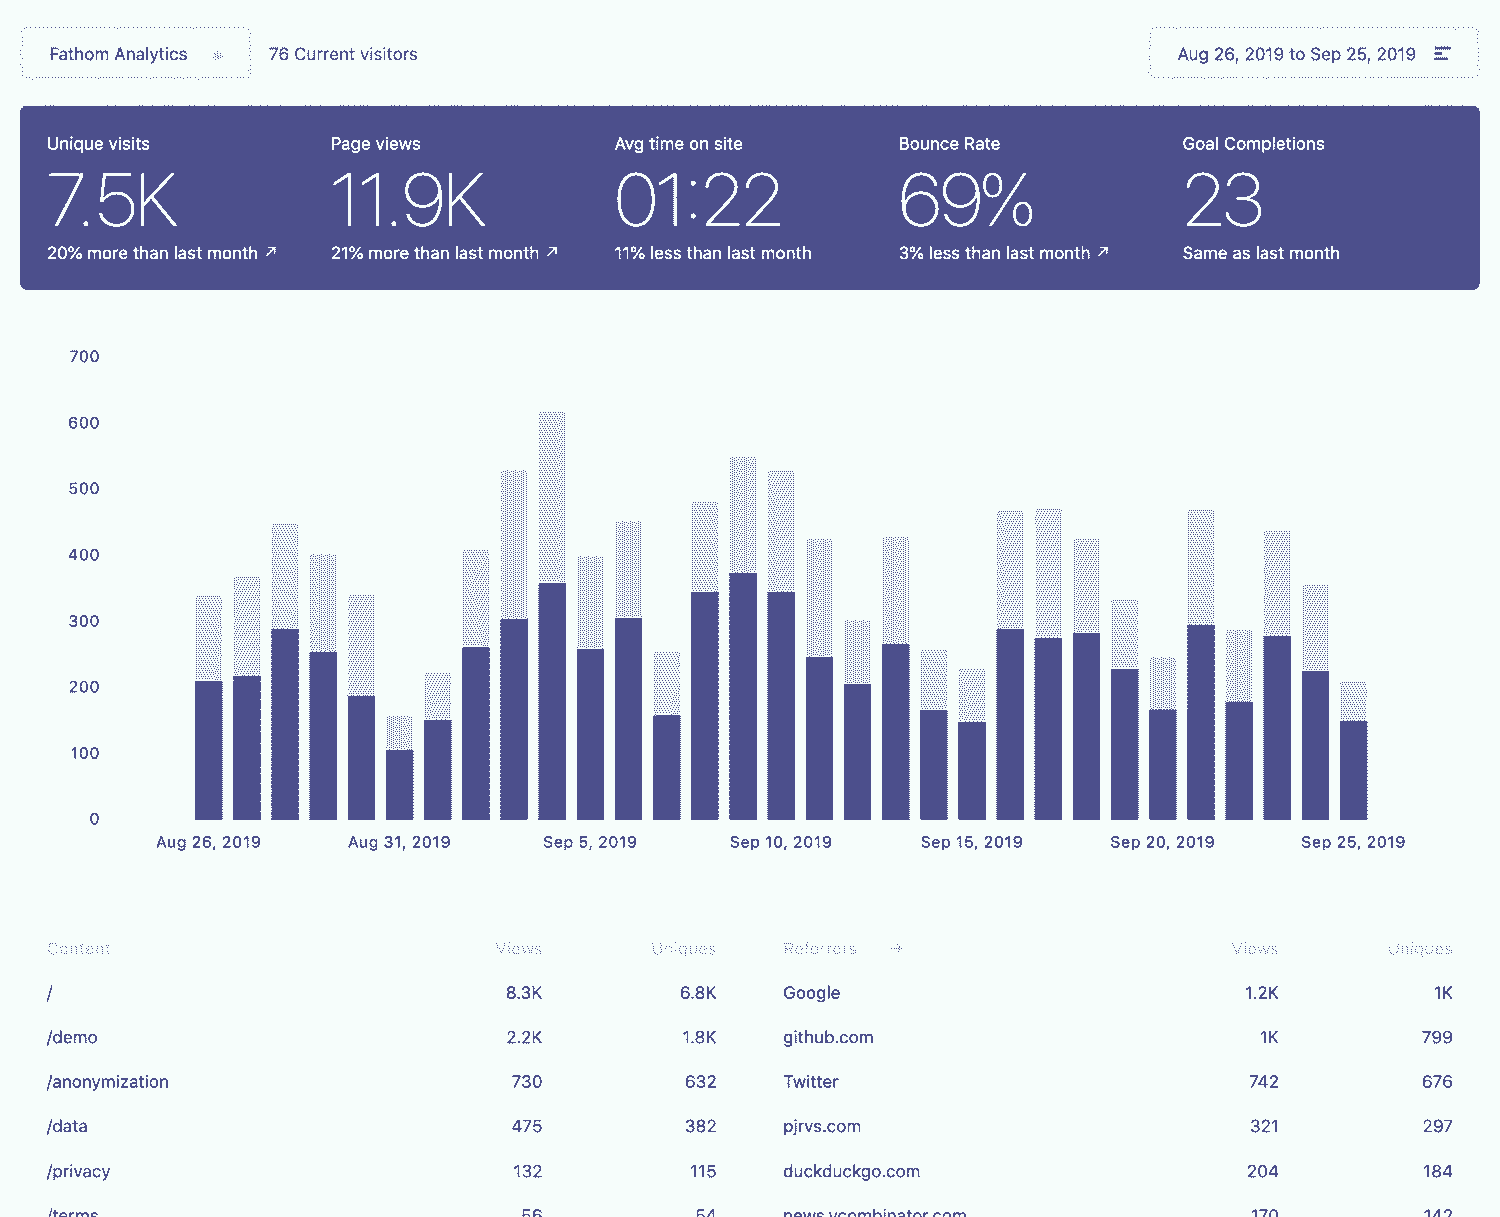 Fathom Analytics
76 Current visitors
Aug 26, 2019 to Sep 25, 2019
Unique visits
7.5K
20% more than last month ↗
Page views
11.9K
21% more than last month ↗
Avg time on site
01:22
11% less than last month
Bounce Rate
69%
3% less than last month ↗
Goal Completions
23
Same as last month
700
600
500
400
300
200
100
0
Aug 26, 2019 Aug 31, 2019 Sep 5, 2019 Sep 10, 2019 Sep 15, 2019 Sep 20, 2019 Sep 25, 2019
Content Views Uniques
/ 8.3K 6.8K
/demo 2.2K 1.8K
/anonymization 730 632
/data 475 382
/privacy 132 115
/terms 56 54
Referrers → Views Uniques
Google 1.2K 1K
github.com 1K 799
Twitter 742 676
pjrvs.com 321 297
duckduckgo.com 204 184
news.ycombinator.com 170 142